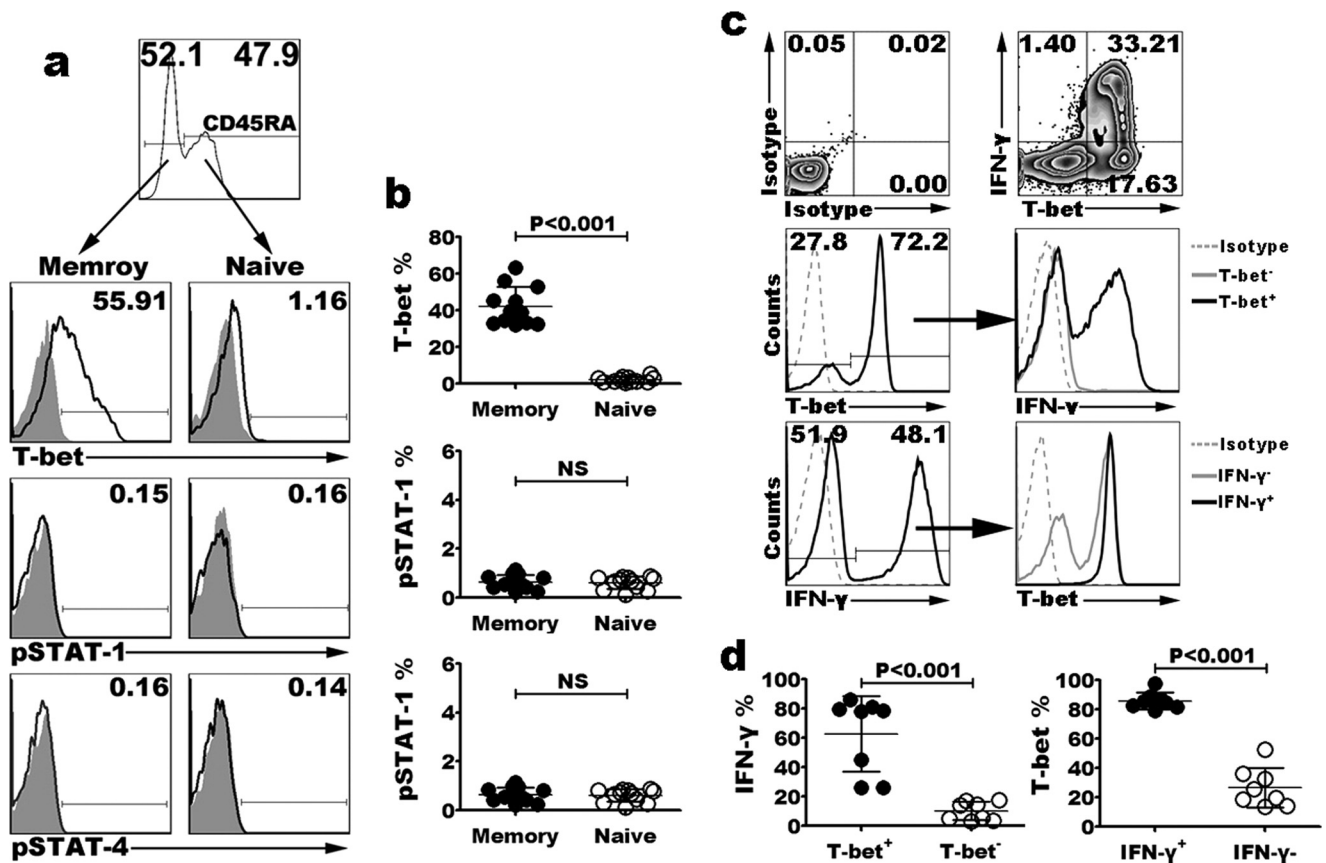 a
52.1 47.9
CD45RA
Memroy Naive
55.91 1.16
T-bet
0.15 0.16
pSTAT-1
0.16 0.14
pSTAT-4
b
P<0.001
T-bet %
80
60
40
20
0
Memory Naive
NS
pSTAT-1 %
6
4
2
0
Memory Naive
NS
pSTAT-1 %
6
4
2
0
Memory Naive
c
0.05 0.02
0.00
Isotype
Isotype
1.40 33.21
17.63
IFN-γ
T-bet
27.8 72.2
Counts
T-bet
IFN-γ
Isotype
T-bet⁻
T-bet⁺
51.9 48.1
Counts
IFN-γ
T-bet
Isotype
IFN-γ⁻
IFN-γ⁺
d
P<0.001
IFN-γ %
100
80
60
40
20
0
T-bet⁺ T-bet⁻
P<0.001
T-bet %
100
80
60
40
20
0
IFN-γ⁺ IFN-γ-